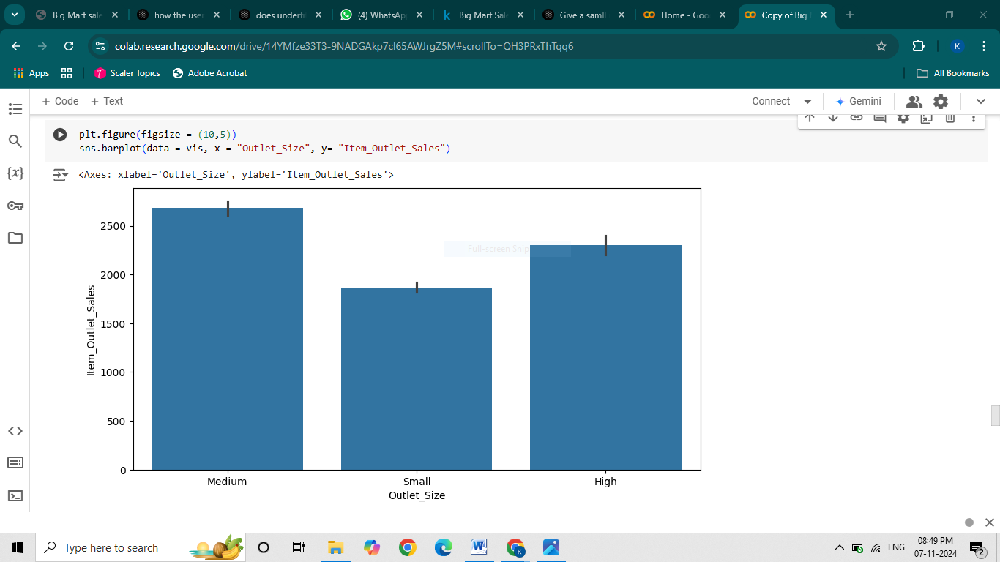 Big Mart sale
how the user
does underfi
(4) WhatsAp
Big Mart Sal
Give a samll
Home - Goo
Copy of Big
colab.research.google.com/drive/14YMfze33T3-9NADGAkp7cl65AWJrgZ5M#scrollTo=QH3PRxThTqq6
K
Apps
Scaler Topics
Adobe Acrobat
All Bookmarks
+ Code + Text
Connect
Gemini
plt.figure(figsize = (10,5))
sns.barplot(data = vis, x = "Outlet_Size", y= "Item_Outlet_Sales")
<Axes: xlabel='Outlet_Size', ylabel='Item_Outlet_Sales'>
Item_Outlet_Sales
2500
2000
1500
1000
500
0
Full-screen Snip
Medium Small High
Outlet_Size
Type here to search
ENG
08:49 PM
07-11-2024
2